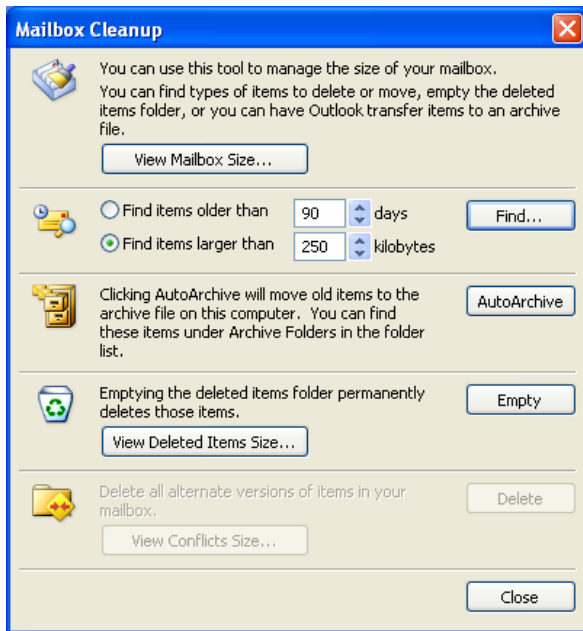 Mailbox Cleanup
You can use this tool to manage the size of your mailbox.
You can find types of items to delete or move, empty the deleted
items folder, or you can have Outlook transfer items to an archive
file.
View Mailbox Size...
Find items older than 90 days
Find...
Find items larger than 250 kilobytes
Clicking AutoArchive will move old items to the
archive file on this computer.  You can find
these items under Archive Folders in the folder
list.
AutoArchive
Emptying the deleted items folder permanently
deletes those items.
Empty
View Deleted Items Size...
Delete all alternate versions of items in your
mailbox.
Delete
View Conflicts Size...
Close